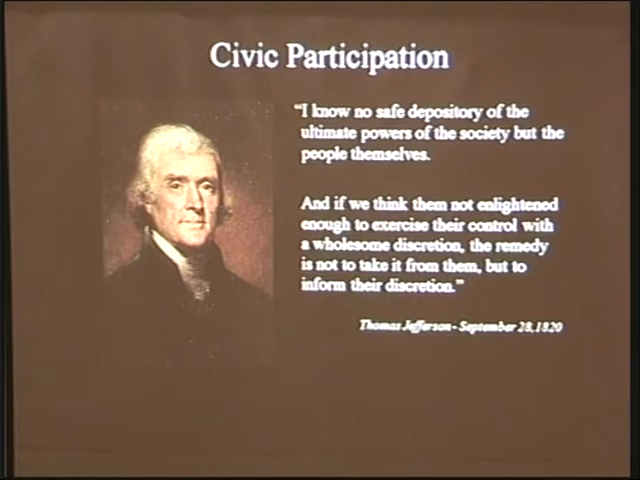 Civic Participation
“I know no safe depository of the
ultimate powers of the society but the
people themselves.
And if we think them not enlightened
enough to exercise their control with
a wholesome discretion, the remedy
is not to take it from them, but to
inform their discretion.”
Thomas Jefferson - September 28, 1820